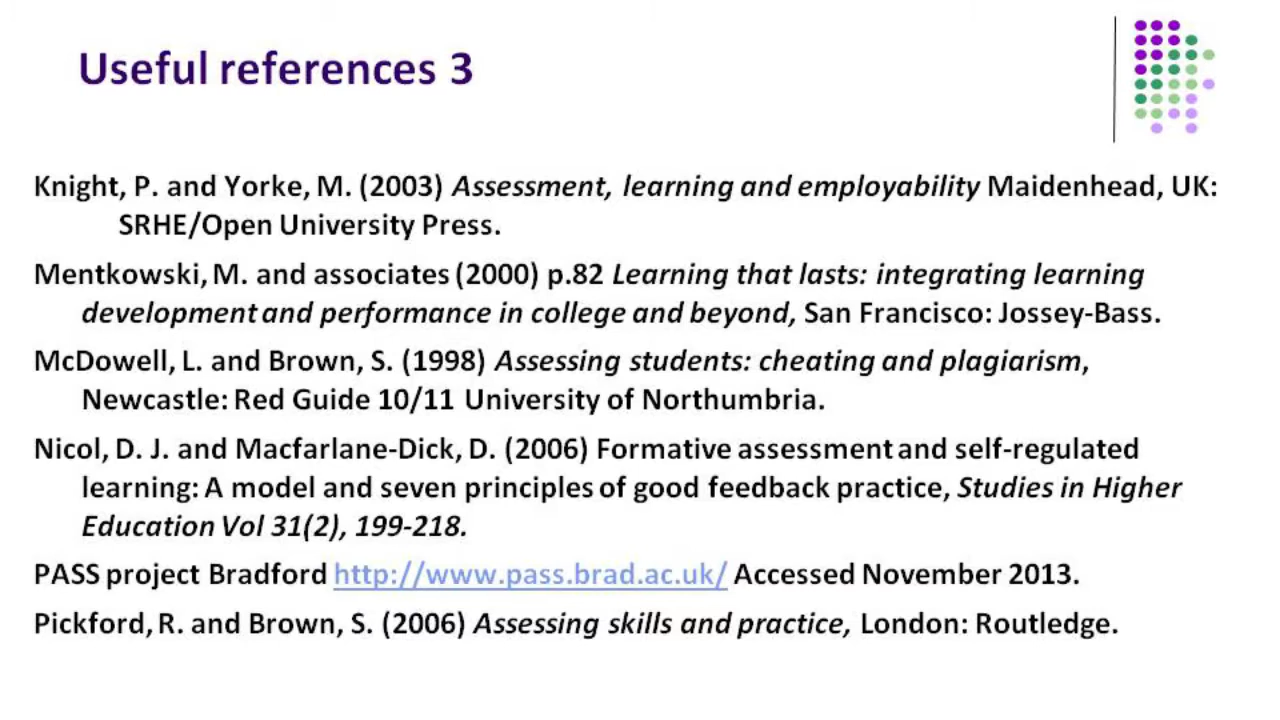 Useful references 3
Knight, P. and Yorke, M. (2003) Assessment, learning and employability Maidenhead, UK:
SRHE/Open University Press.
Mentkowski, M. and associates (2000) p.82 Learning that lasts: integrating learning
development and performance in college and beyond, San Francisco: Jossey-Bass.
McDowell, L. and Brown, S. (1998) Assessing students: cheating and plagiarism,
Newcastle: Red Guide 10/11 University of Northumbria.
Nicol, D. J. and Macfarlane-Dick, D. (2006) Formative assessment and self-regulated
learning: A model and seven principles of good feedback practice, Studies in Higher
Education Vol 31(2), 199-218.
PASS project Bradford http://www.pass.brad.ac.uk/ Accessed November 2013.
Pickford, R. and Brown, S. (2006) Assessing skills and practice, London: Routledge.